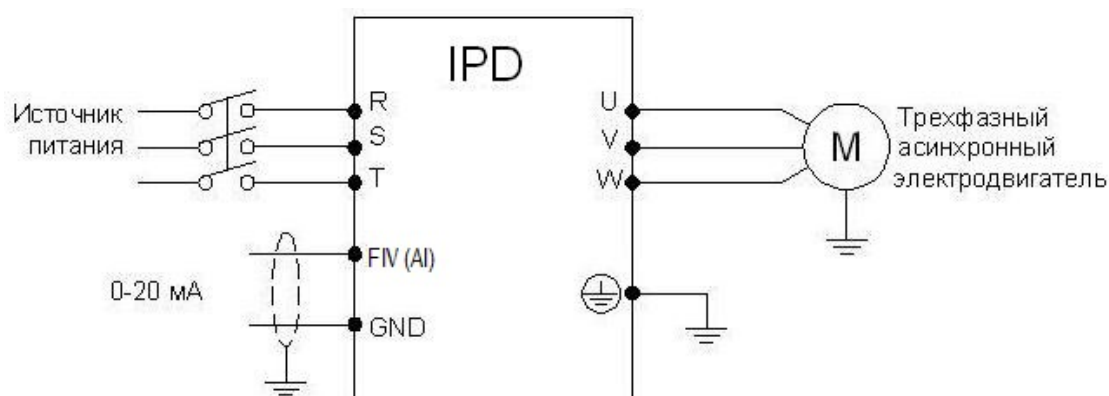 IPD
Источник
питания
R
S
T
U
V
W
M
Трехфазный
асинхронный
электродвигатель
FIV (AI)
0-20 мА
GND